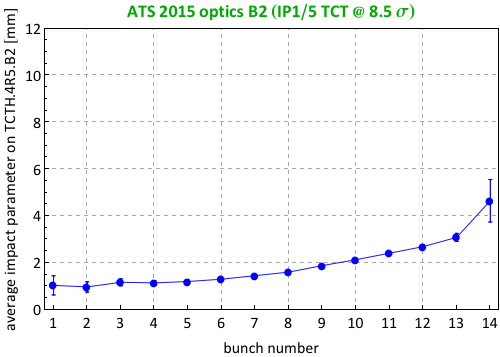 ATS 2015 optics B2 (IP1/5 TCT @ 8.5 σ)
average impact parameter on TCTH.4R5.B2 [mm]
12
10
8
6
4
2
0
1 2 3 4 5 6 7 8 9 10 11 12 13 14
bunch number